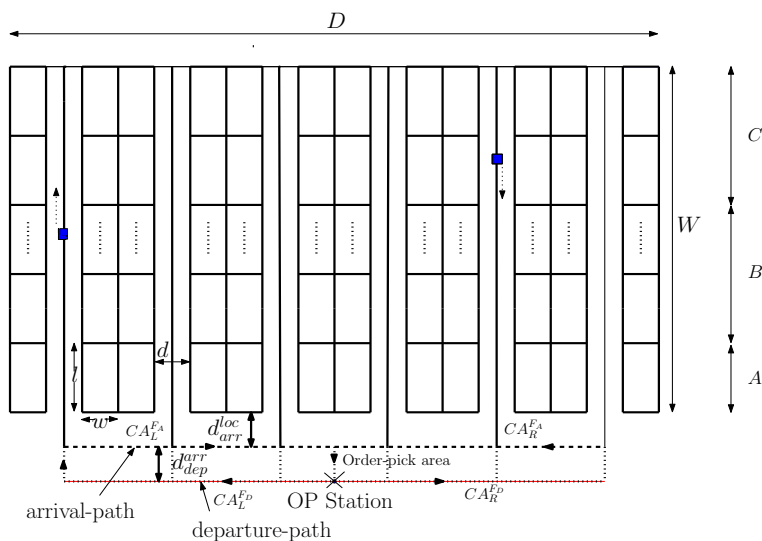 D
C
W
B
d
l
A
w
CA_L^{F_A}
d_{arr}^{loc}
CA_R^{F_A}
d_{dep}^{arr}
Order-pick area
CA_L^{F_D}
OP Station
CA_R^{F_D}
arrival-path
departure-path